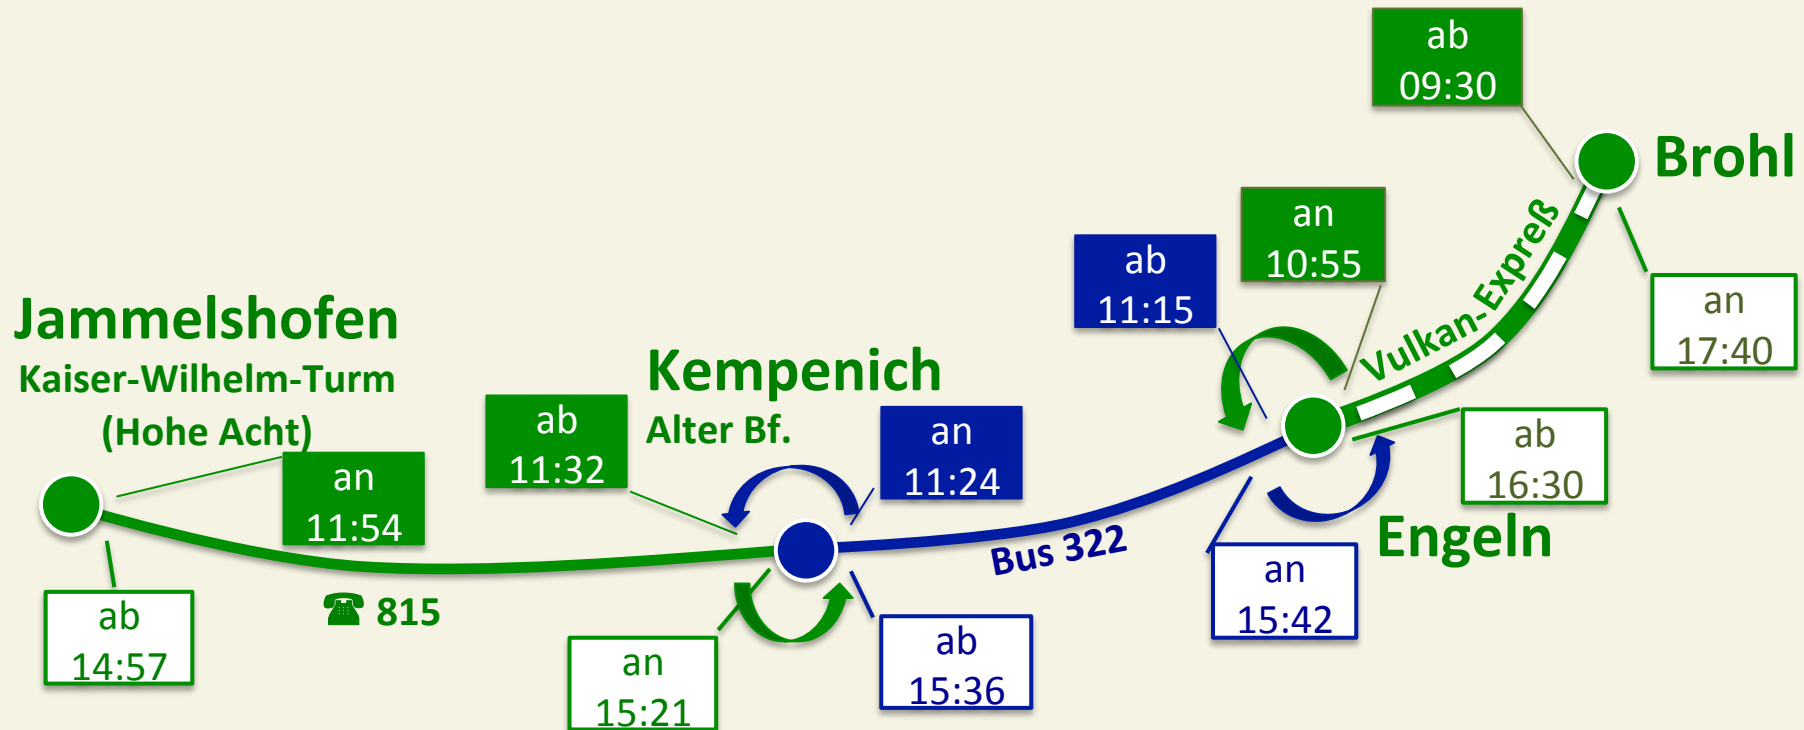 ab
09:30
Brohl
an
10:55
ab
11:15
Vulkan-Expreß
an
17:40
Jammelshofen
Kaiser-Wilhelm-Turm
(Hohe Acht)
Kempenich
Alter Bf.
ab
11:32
an
11:24
an
11:54
ab
16:30
Engeln
Bus 322
an
15:42
☎ 815
ab
14:57
an
15:21
ab
15:36